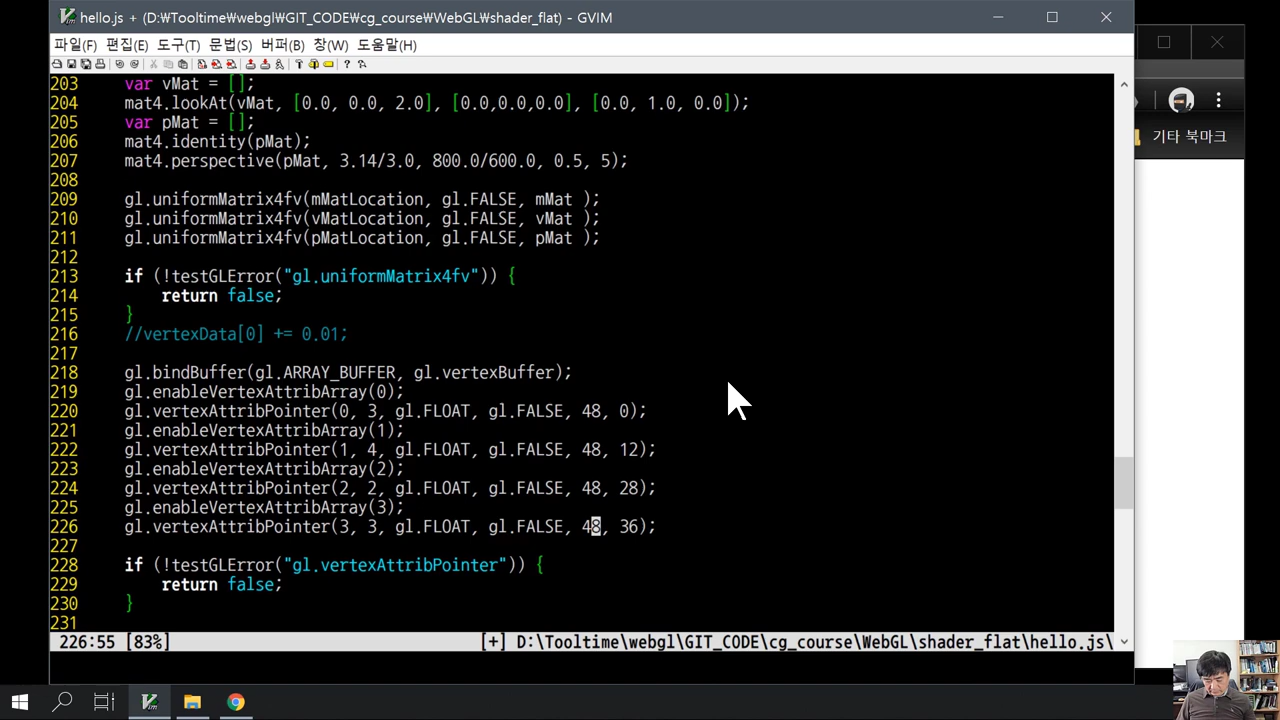 hello.js + (D:₩Tooltime₩webgl₩GIT_CODE₩cg_course₩WebGL₩shader_flat) - GVIM
파일(F) 편집(E) 도구(T) 문법(S) 버퍼(B) 창(W) 도움말(H)
203 var vMat = [];
204 mat4.lookAt(vMat, [0.0, 0.0, 2.0], [0.0,0.0,0.0], [0.0, 1.0, 0.0]);
205 var pMat = [];
206 mat4.identity(pMat);
207 mat4.perspective(pMat, 3.14/3.0, 800.0/600.0, 0.5, 5);
208
209 gl.uniformMatrix4fv(mMatLocation, gl.FALSE, mMat );
210 gl.uniformMatrix4fv(vMatLocation, gl.FALSE, vMat );
211 gl.uniformMatrix4fv(pMatLocation, gl.FALSE, pMat );
212
213 if (!testGLError("gl.uniformMatrix4fv")) {
214 return false;
215 }
216 //vertexData[0] += 0.01;
217
218 gl.bindBuffer(gl.ARRAY_BUFFER, gl.vertexBuffer);
219 gl.enableVertexAttribArray(0);
220 gl.vertexAttribPointer(0, 3, gl.FLOAT, gl.FALSE, 48, 0);
221 gl.enableVertexAttribArray(1);
222 gl.vertexAttribPointer(1, 4, gl.FLOAT, gl.FALSE, 48, 12);
223 gl.enableVertexAttribArray(2);
224 gl.vertexAttribPointer(2, 2, gl.FLOAT, gl.FALSE, 48, 28);
225 gl.enableVertexAttribArray(3);
226 gl.vertexAttribPointer(3, 3, gl.FLOAT, gl.FALSE, 48, 36);
227
228 if (!testGLError("gl.vertexAttribPointer")) {
229 return false;
230 }
231
226:55 [83%] [+] D:\Tooltime\webgl\GIT_CODE\cg_course\WebGL\shader_flat\hello.js\
기타 북마크